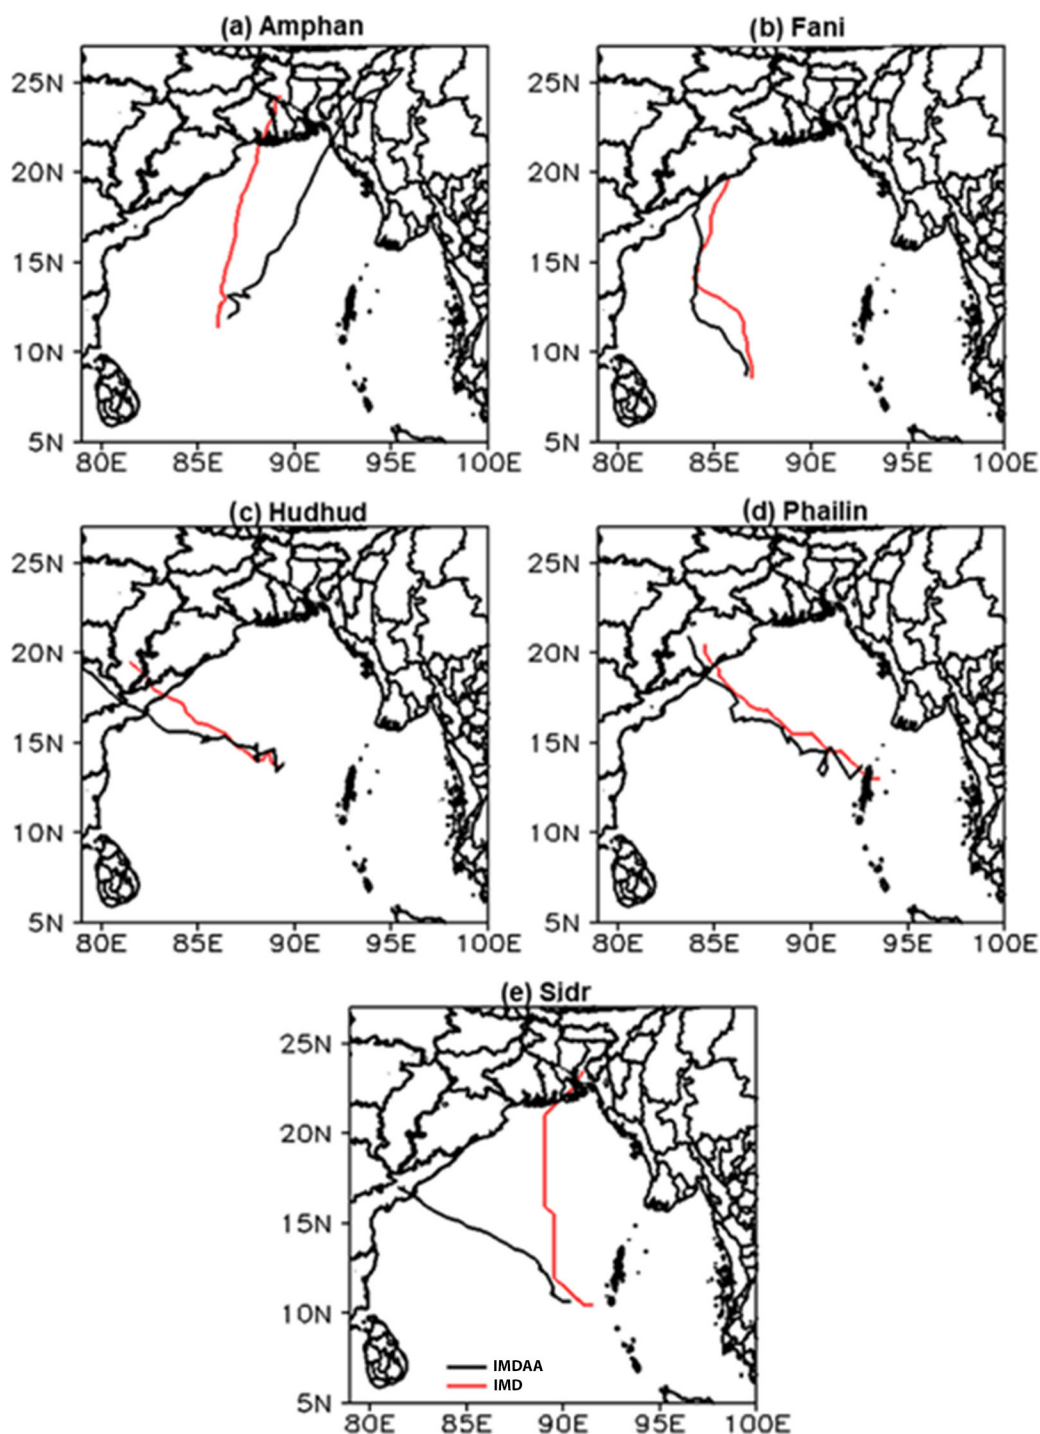 (a) Amphan
(b) Fani
25N
25N
20N
20N
15N
15N
10N
10N
5N
5N
80E 85E 90E 95E 100E
80E 85E 90E 95E 100E
(c) Hudhud
(d) Phailin
25N
25N
20N
20N
15N
15N
10N
10N
5N
5N
80E 85E 90E 95E 100E
80E 85E 90E 95E 100E
(e) Sidr
25N
20N
15N
10N
IMDAA
IMD
5N
80E 85E 90E 95E 100E